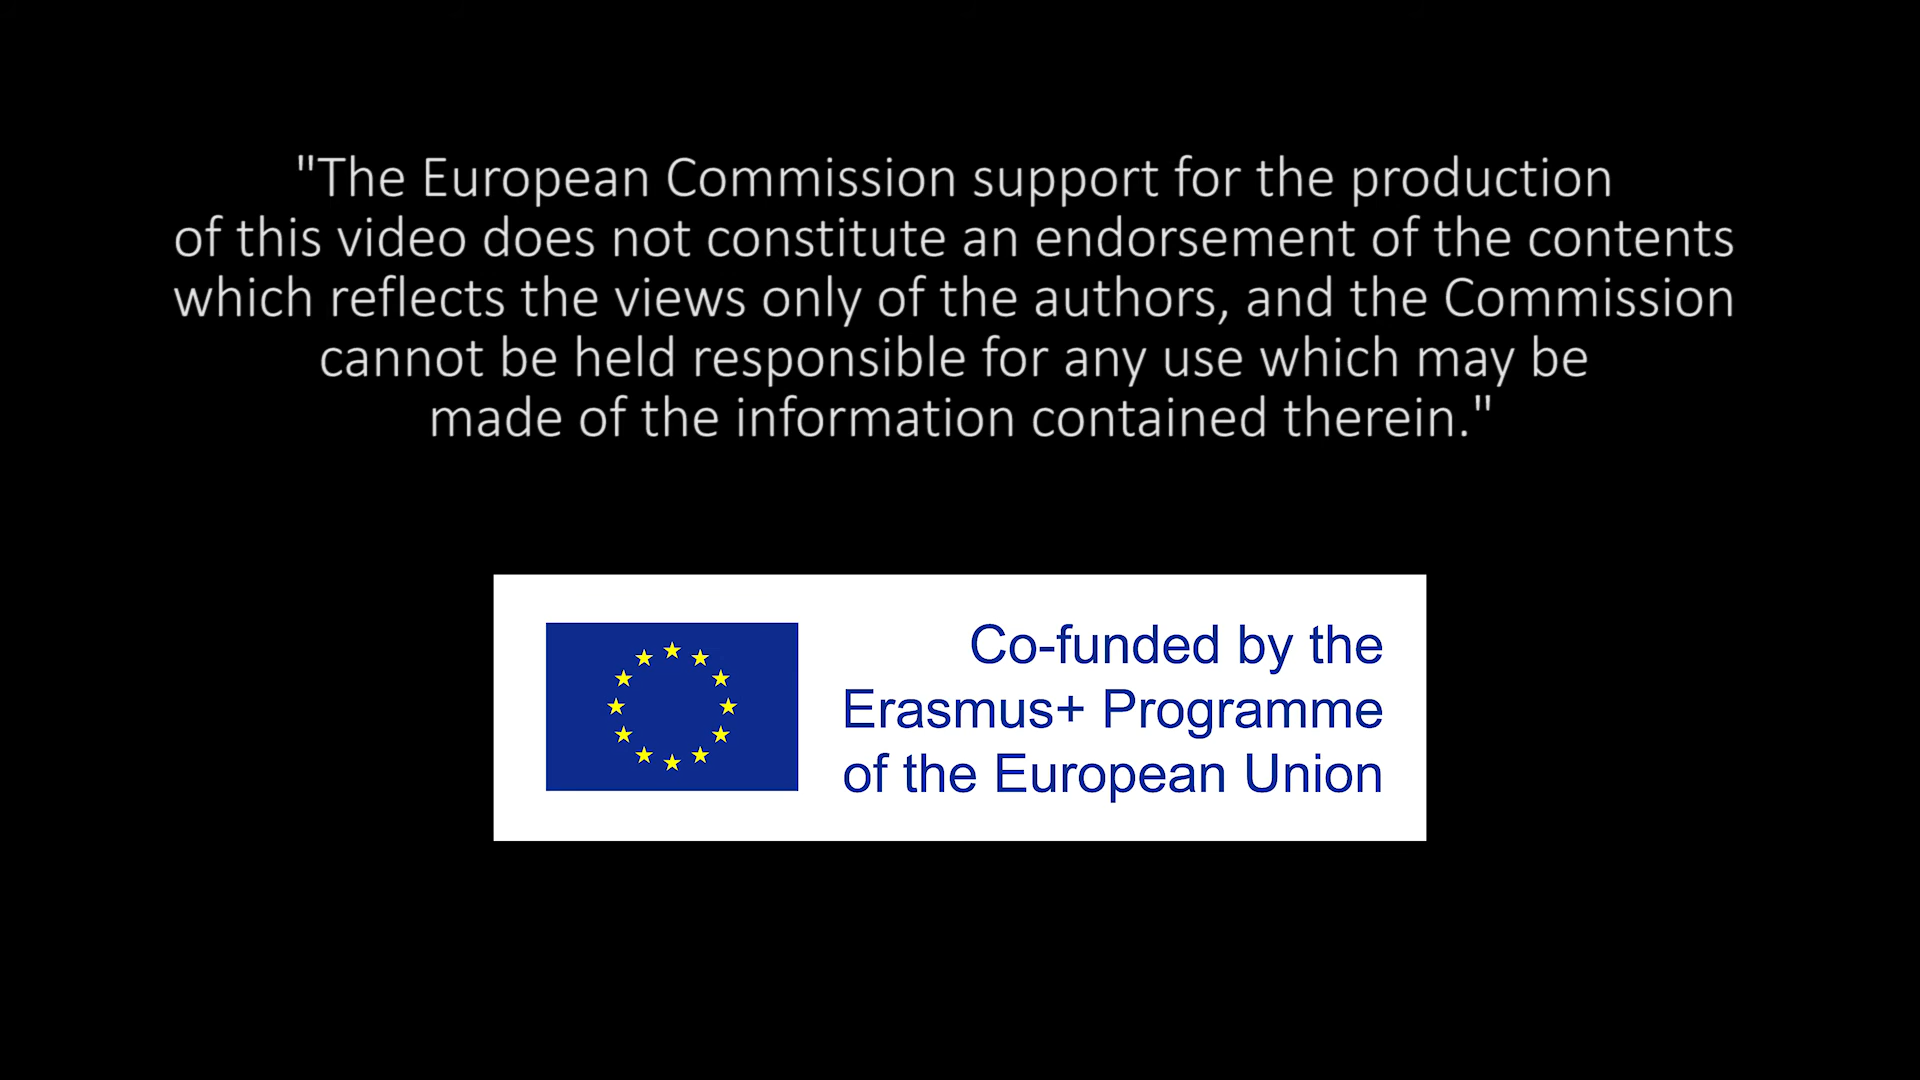 "The European Commission support for the production
of this video does not constitute an endorsement of the contents
which reflects the views only of the authors, and the Commission
cannot be held responsible for any use which may be
made of the information contained therein."
Co-funded by the
Erasmus+ Programme
of the European Union